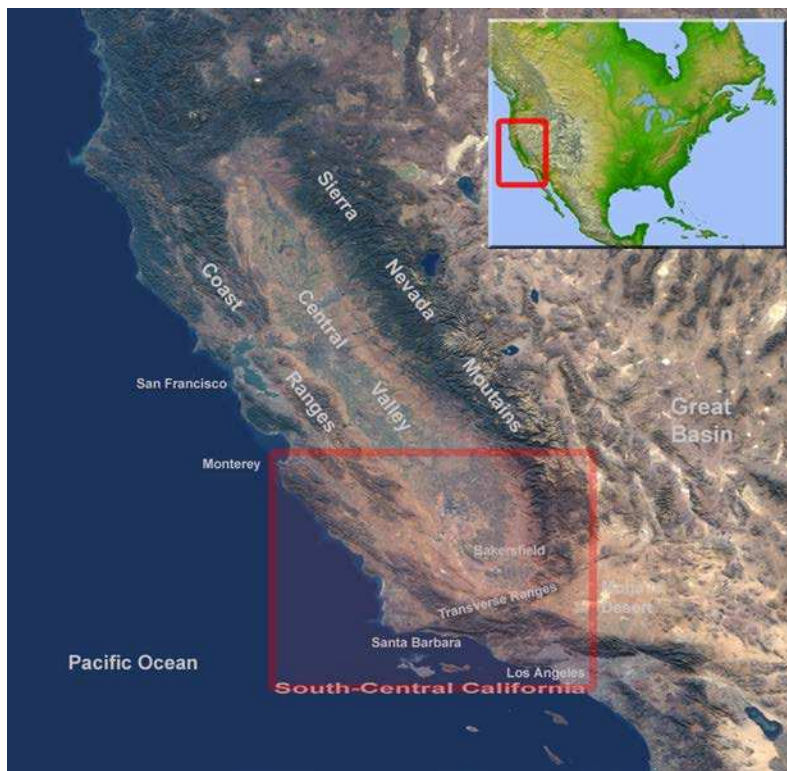 Sierra
Nevada
Moutains
Coast
Ranges
Central
Valley
San Francisco
Great
Basin
Monterey
Bakersfield
Transverse Ranges
Desert
Santa Barbara
Pacific Ocean
Los Angeles
South-Central California